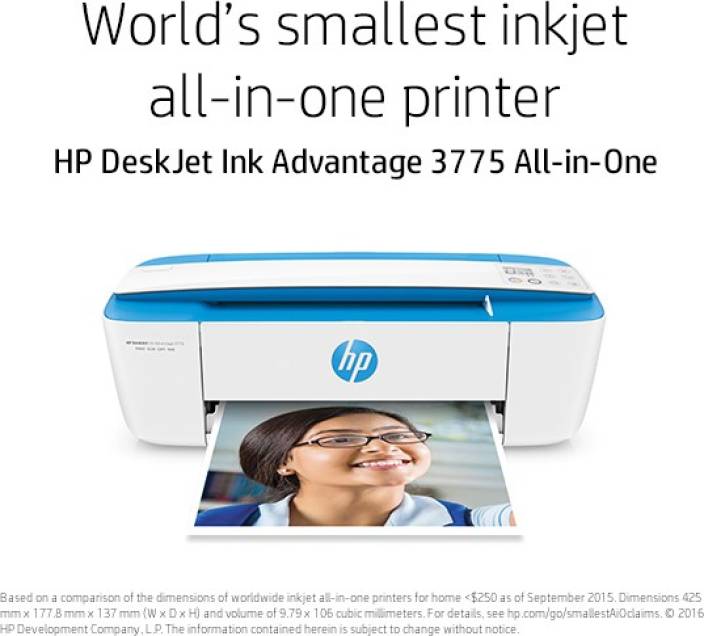 World's smallest inkjet
all-in-one printer
HP DeskJet Ink Advantage 3775 All-in-One
hp
Based on a comparison of the dimensions of worldwide inkjet all-in-one printers for home <$250 as of September 2015. Dimensions 425
mm x 177.8 mm x 137 mm (W x D x H) and volume of 9.79 x 106 cubic millimeters. For details, see hp.com/go/smallestAiOclaims. © 2016
HP Development Company, L.P. The information contained herein is subject to change without notice.